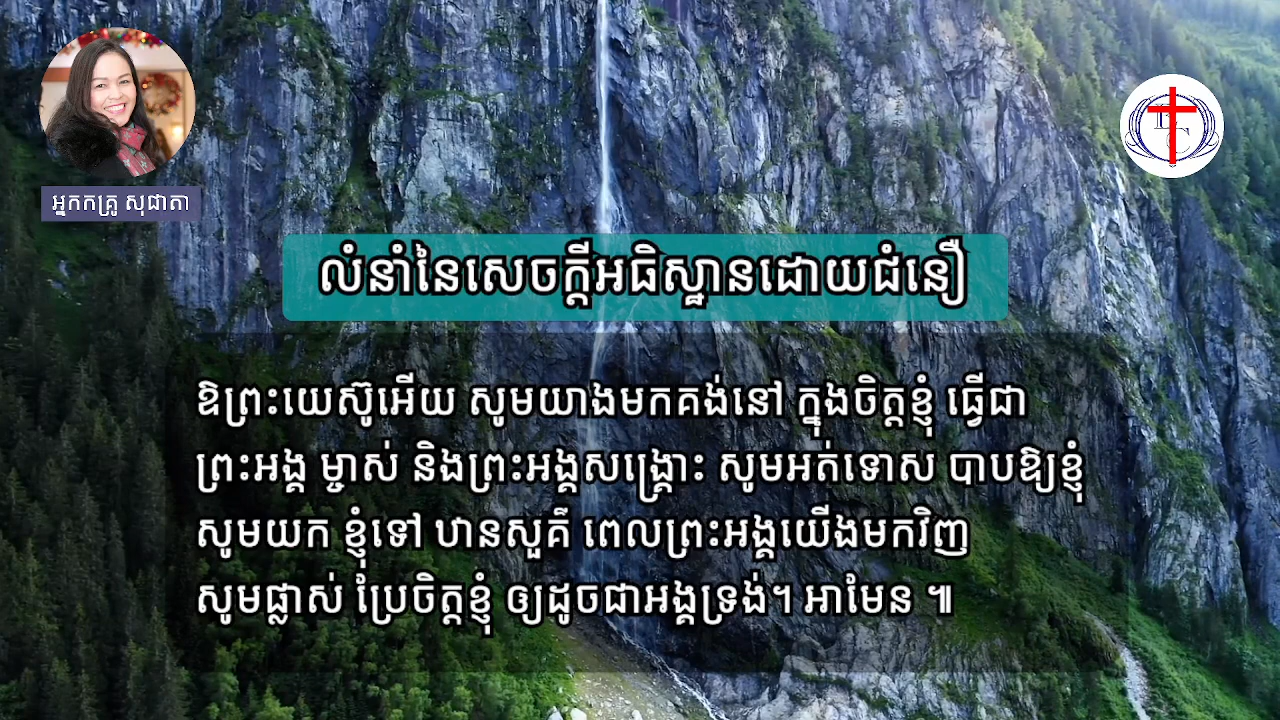 អ្នកគ្រូ សុជាតា
លំនាំនៃសេចក្តីអធិស្ឋានដោយជំនឿ
ឱព្រះយេស៊ូអើយ សូមយាងមកគង់នៅ ក្នុងចិត្តខ្ញុំ ធ្វើជា
ព្រះអង្គ ម្ចាស់ និងព្រះអង្គសង្គ្រោះ សូមអត់ទោស បាបឱ្យខ្ញុំ
សូមយក ខ្ញុំទៅ ឋានសួគ៌ ពេលព្រះអង្គយើងមកវិញ
សូមផ្លាស់ ប្រែចិត្តខ្ញុំ ឲ្យដូចជាអង្គទ្រង់។ អាមែន ៕